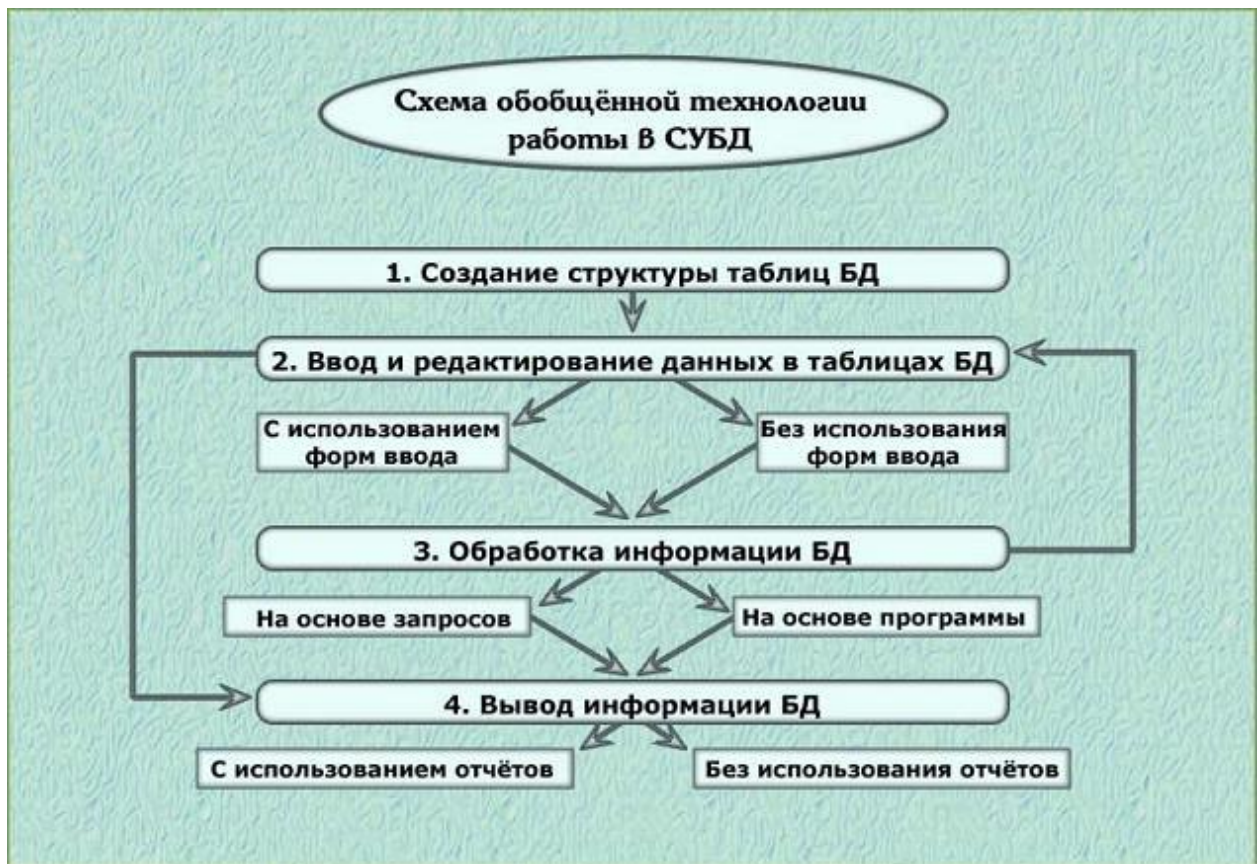 Схема обобщённой технологии
работы в СУБД
1. Создание структуры таблиц БД
2. Ввод и редактирование данных в таблицах БД
С использованием
форм ввода
Без использования
форм ввода
3. Обработка информации БД
На основе запросов
На основе программы
4. Вывод информации БД
С использованием отчётов
Без использования отчётов